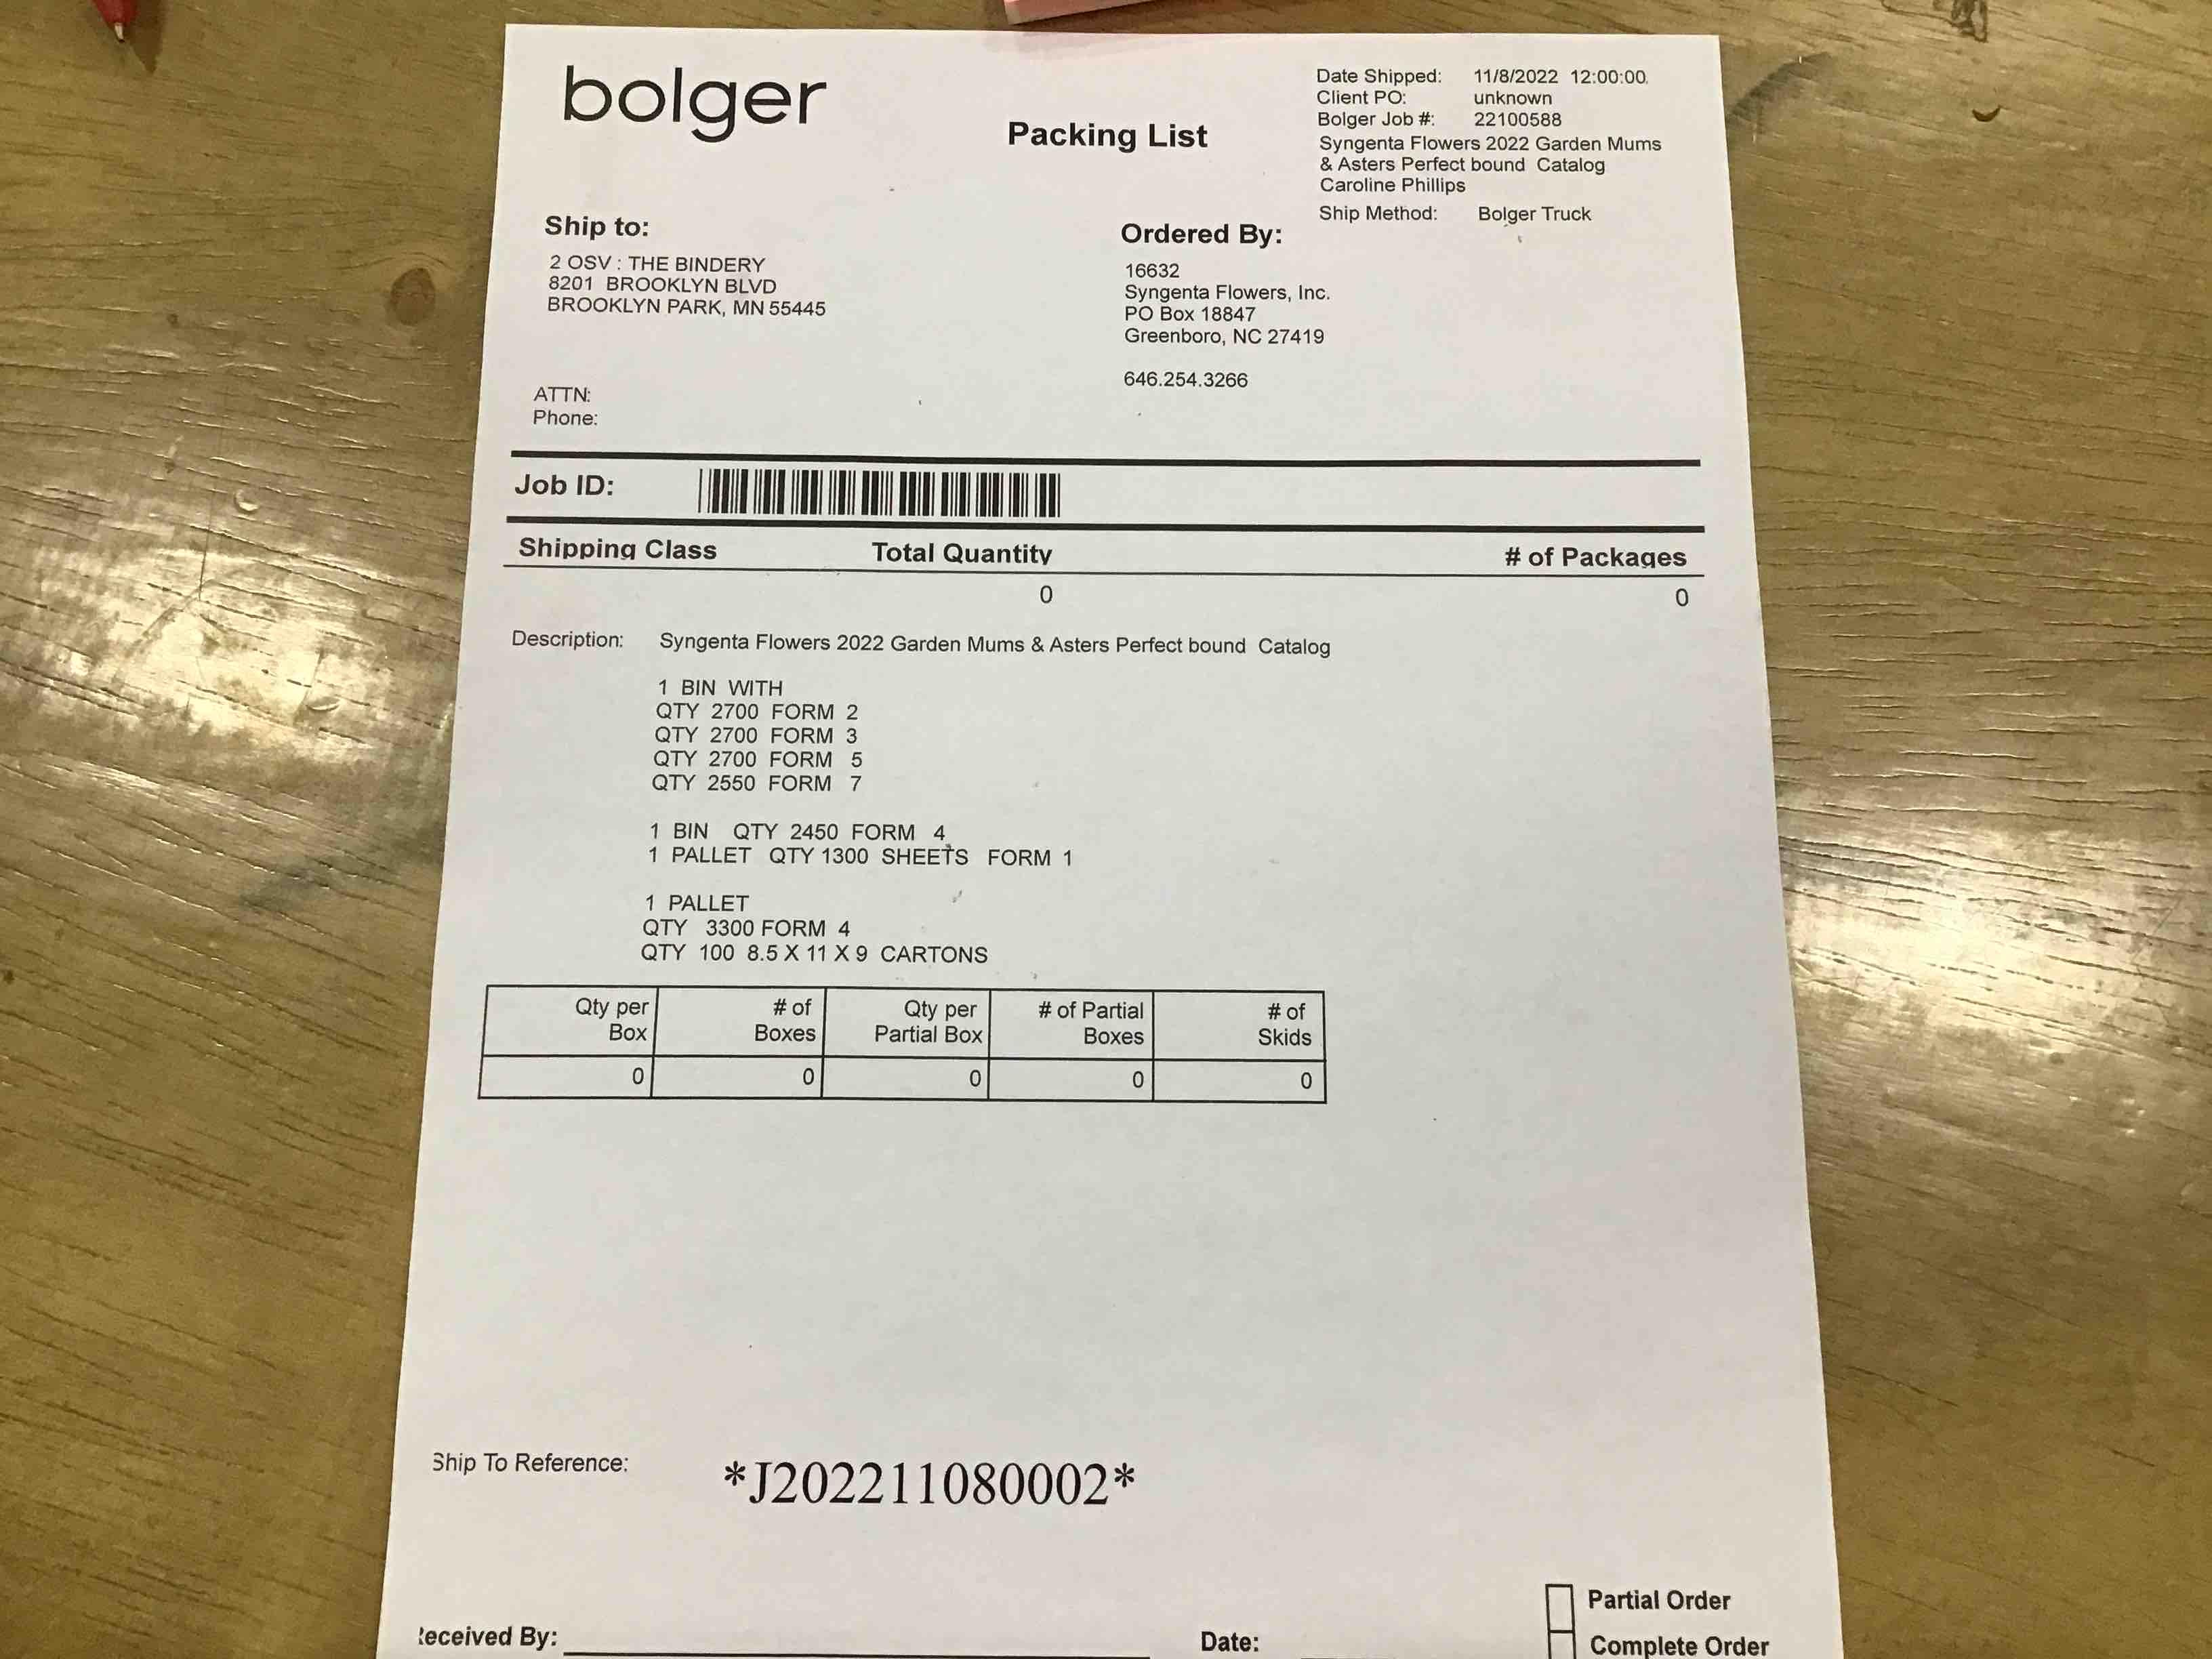 bolger
Packing List
Date Shipped: 11/8/2022 12:00:00
Client PO: unknown
Bolger Job #: 22100588
Syngenta Flowers 2022 Garden Mums
& Asters Perfect bound Catalog
Caroline Phillips
Ship Method: Bolger Truck
Ship to:
2 OSV : THE BINDERY
8201 BROOKLYN BLVD
BROOKLYN PARK, MN 55445
ATTN:
Phone:
Ordered By:
16632
Syngenta Flowers, Inc.
PO Box 18847
Greenboro, NC 27419
646.254.3266
Job ID:
Shipping Class Total Quantity # of Packages
0 0
Description: Syngenta Flowers 2022 Garden Mums & Asters Perfect bound Catalog
1 BIN WITH
QTY 2700 FORM 2
QTY 2700 FORM 3
QTY 2700 FORM 5
QTY 2550 FORM 7
1 BIN QTY 2450 FORM 4
1 PALLET QTY 1300 SHEETS FORM 1
1 PALLET
QTY 3300 FORM 4
QTY 100 8.5 X 11 X 9 CARTONS
Qty per Box # of Boxes Qty per Partial Box # of Partial Boxes # of Skids
0 0 0 0 0
Ship To Reference: *J202211080002*
Partial Order
eceived By: Date: Complete Order